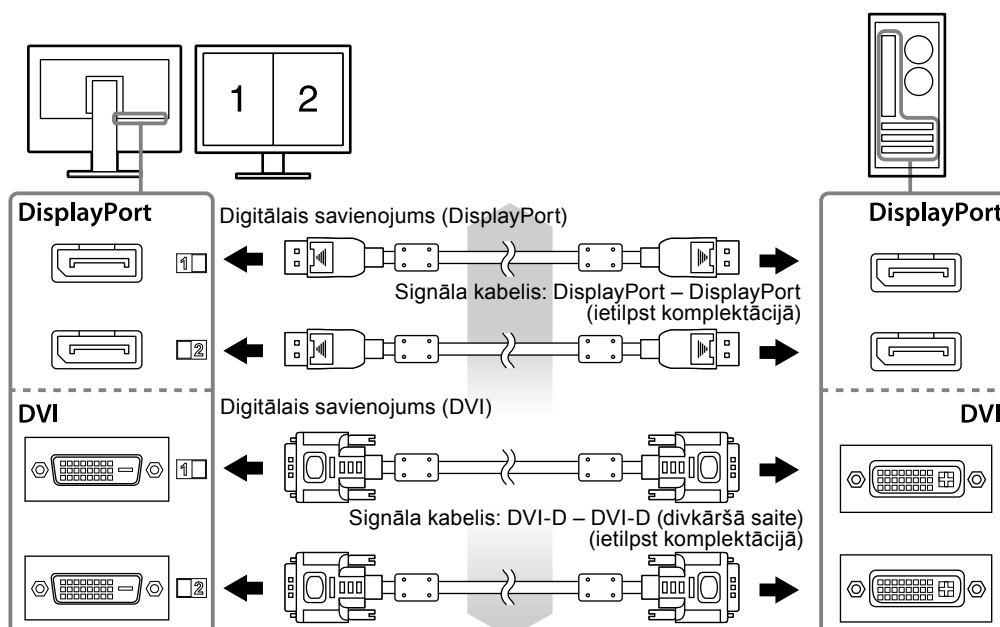 1 2
DisplayPort
DisplayPort
Digitālais savienojums (DisplayPort)
1
Signāla kabelis: DisplayPort – DisplayPort
(ietilpst komplektācijā)
2
DVI
DVI
Digitālais savienojums (DVI)
1
Signāla kabelis: DVI-D – DVI-D (divkāršā saite)
(ietilpst komplektācijā)
2